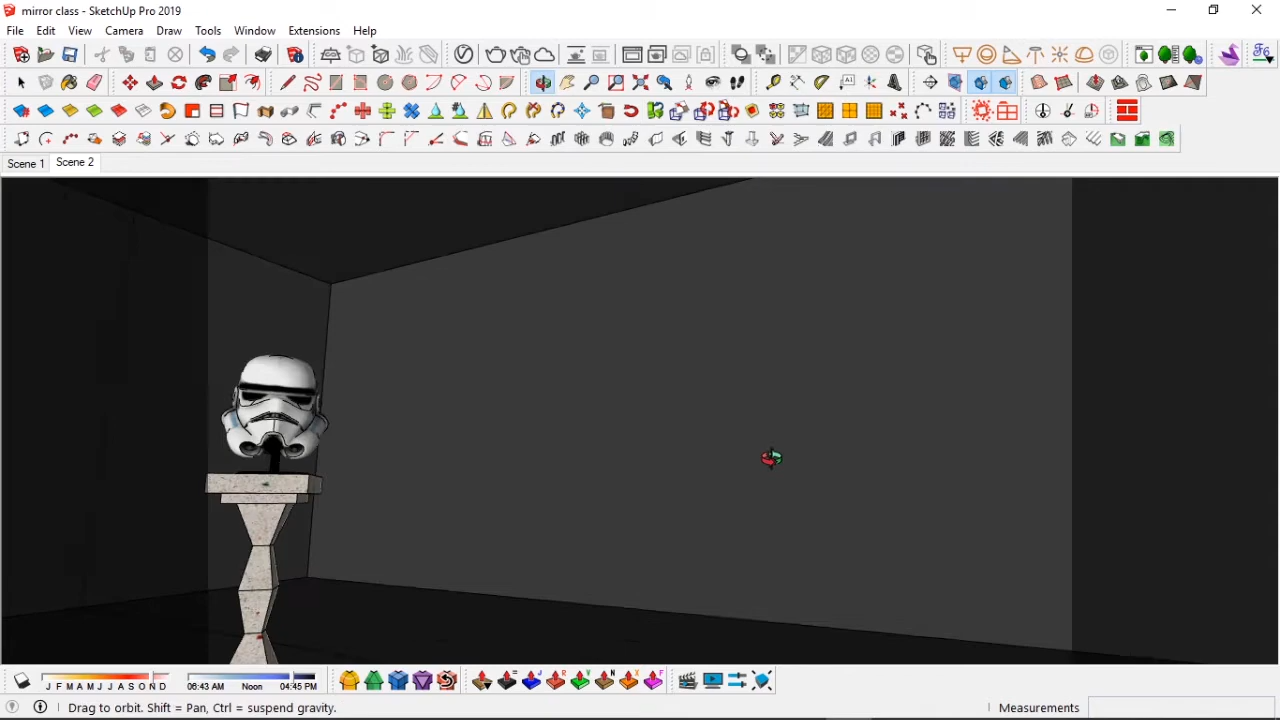 mirror class - SketchUp Pro 2019
File Edit View Camera Draw Tools Window Extensions Help
Scene 1 Scene 2
J F M A M J J A S O N D 06:43 AM Noon 04:45 PM
Drag to orbit. Shift = Pan, Ctrl = suspend gravity. Measurements